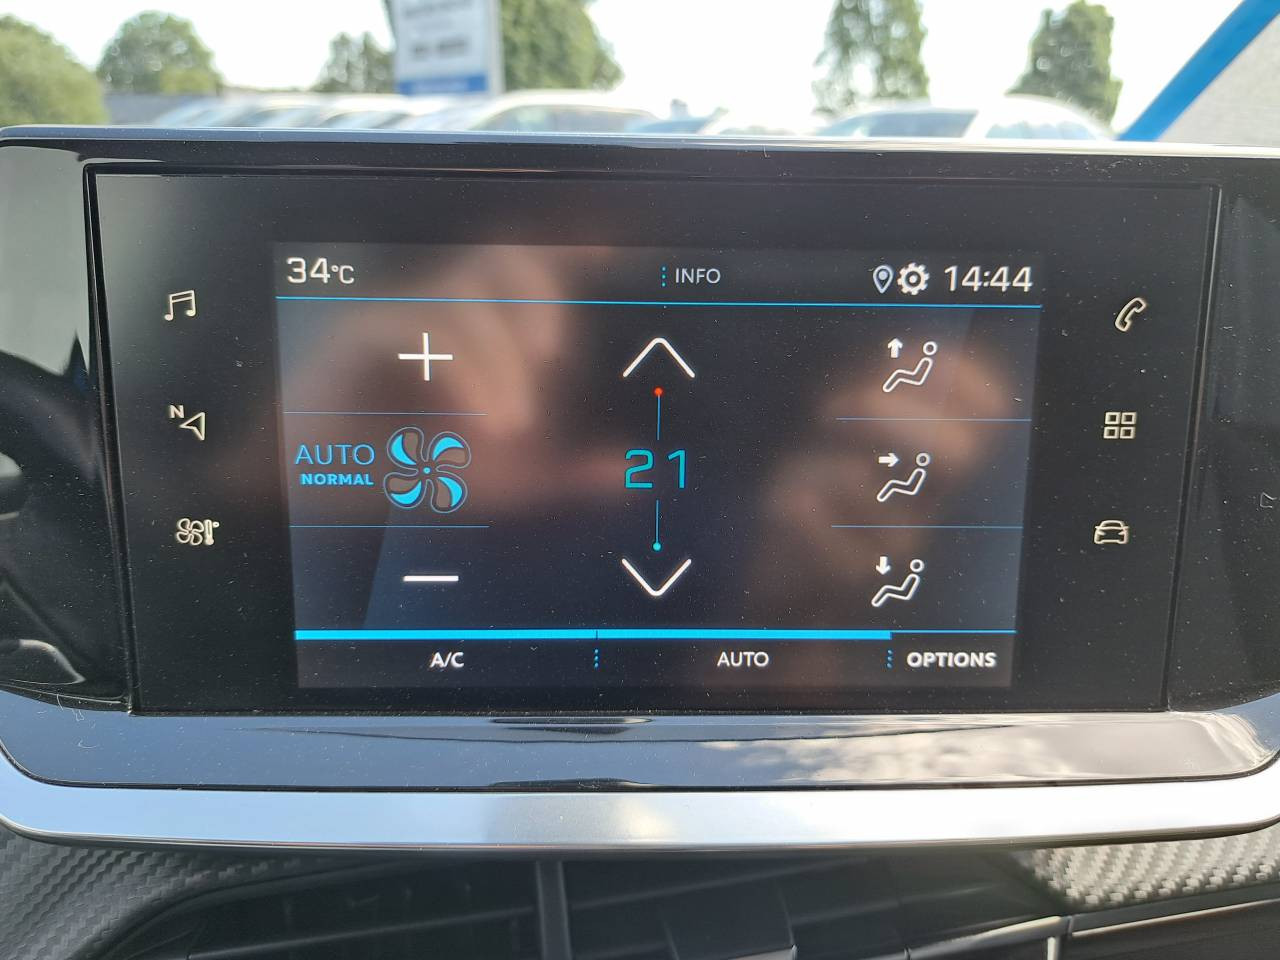 34°C
INFO
14:44
N
AUTO
NORMAL
21
A/C
AUTO
OPTIONS